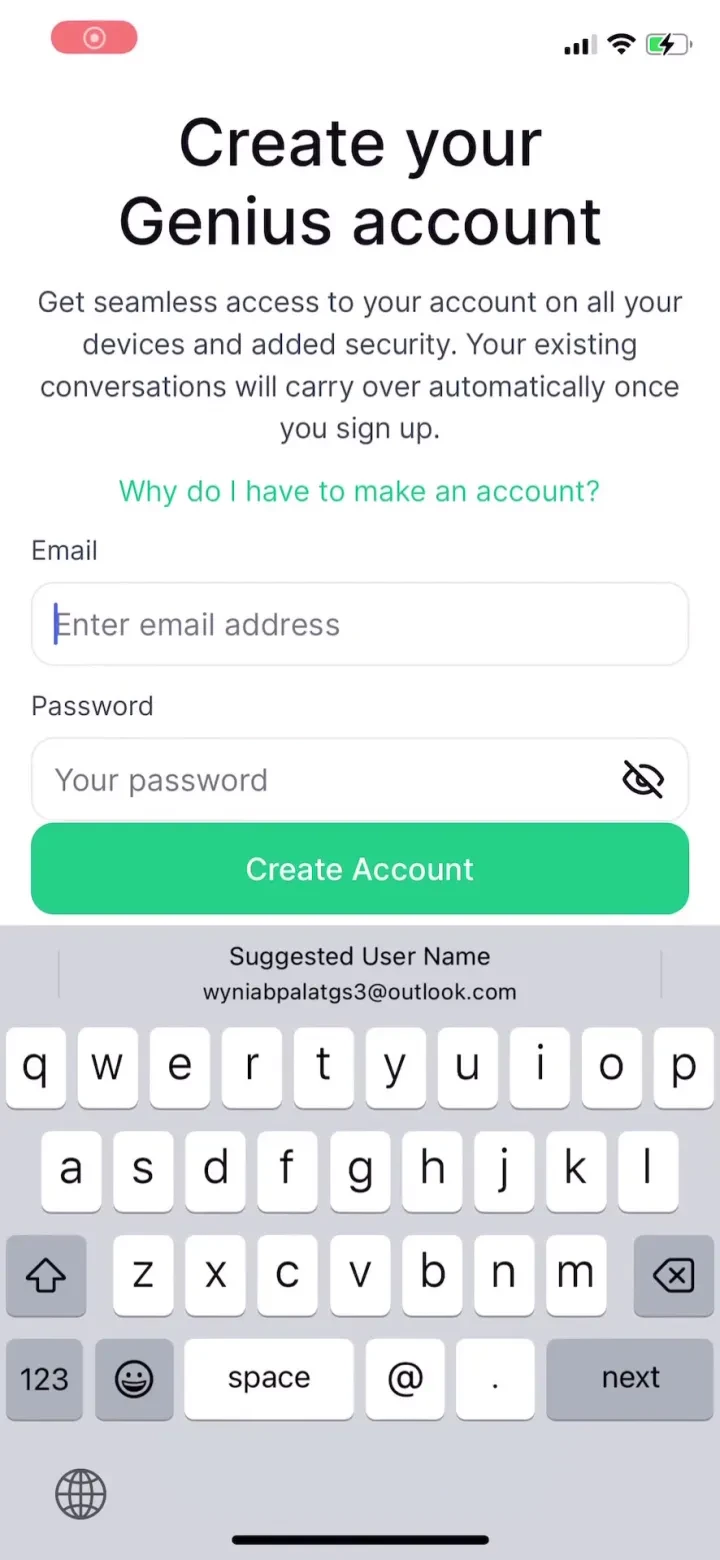 Create your
Genius account
Get seamless access to your account on all your
devices and added security. Your existing
conversations will carry over automatically once
you sign up.
Why do I have to make an account?
Email
Enter email address
Password
Your password
Create Account
Suggested User Name
wyniabpalatgs3@outlook.com
q w e r t y u i o p
a s d f g h j k l
z x c v b n m
123 space @ . next